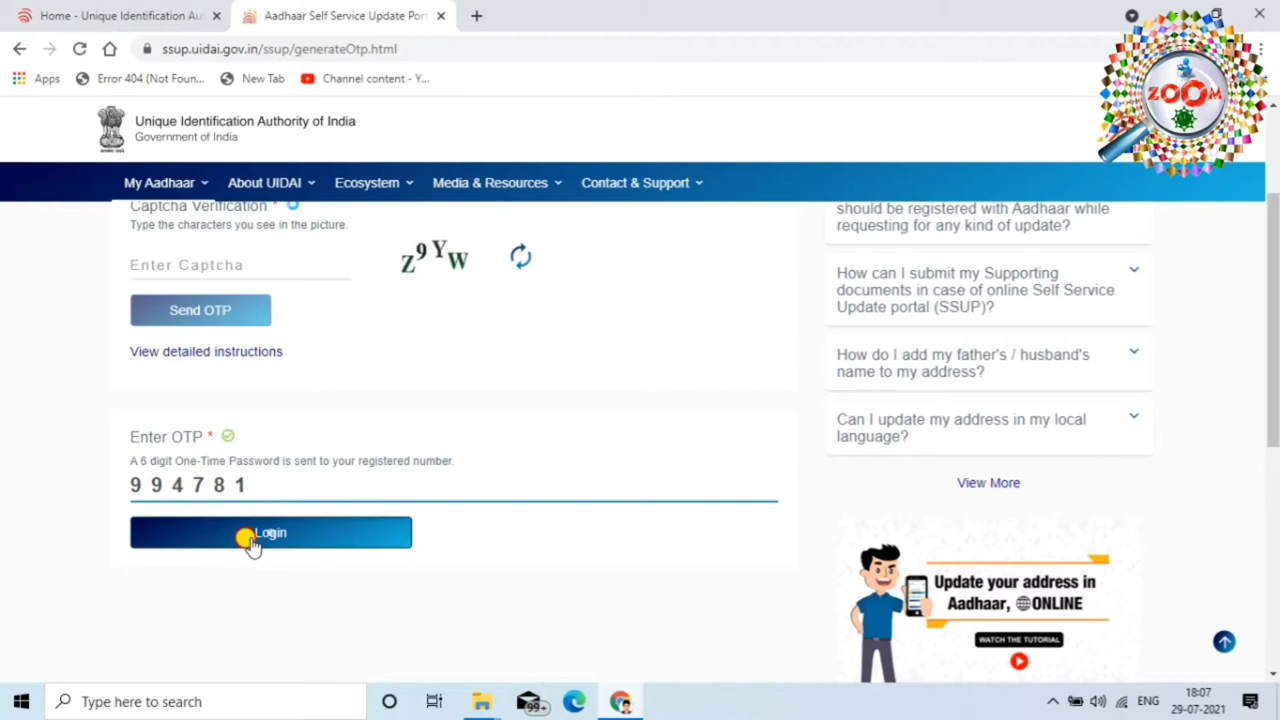 Home - Unique Identification Au
Aadhaar Self Service Update Por
ssup.uidai.gov.in/ssup/generateOtp.html
Apps
Error 404 (Not Foun...
New Tab
Channel content - Y...
ZOOM
Unique Identification Authority of India
Government of India
My Aadhaar
About UIDAI
Ecosystem
Media & Resources
Contact & Support
Captcha Verification *
Type the characters you see in the picture.
Enter Captcha
Z9YW
Send OTP
View detailed instructions
Enter OTP *
A 6 digit One-Time Password is sent to your registered number.
994781
Login
should be registered with Aadhaar while
requesting for any kind of update?
How can I submit my Supporting
documents in case of online Self Service
Update portal (SSUP)?
How do I add my father's / husband's
name to my address?
Can I update my address in my local
language?
View More
Update your address in
Aadhaar, ONLINE
WATCH THE TUTORIAL
Type here to search
99+
ENG
18:07
29-07-2021